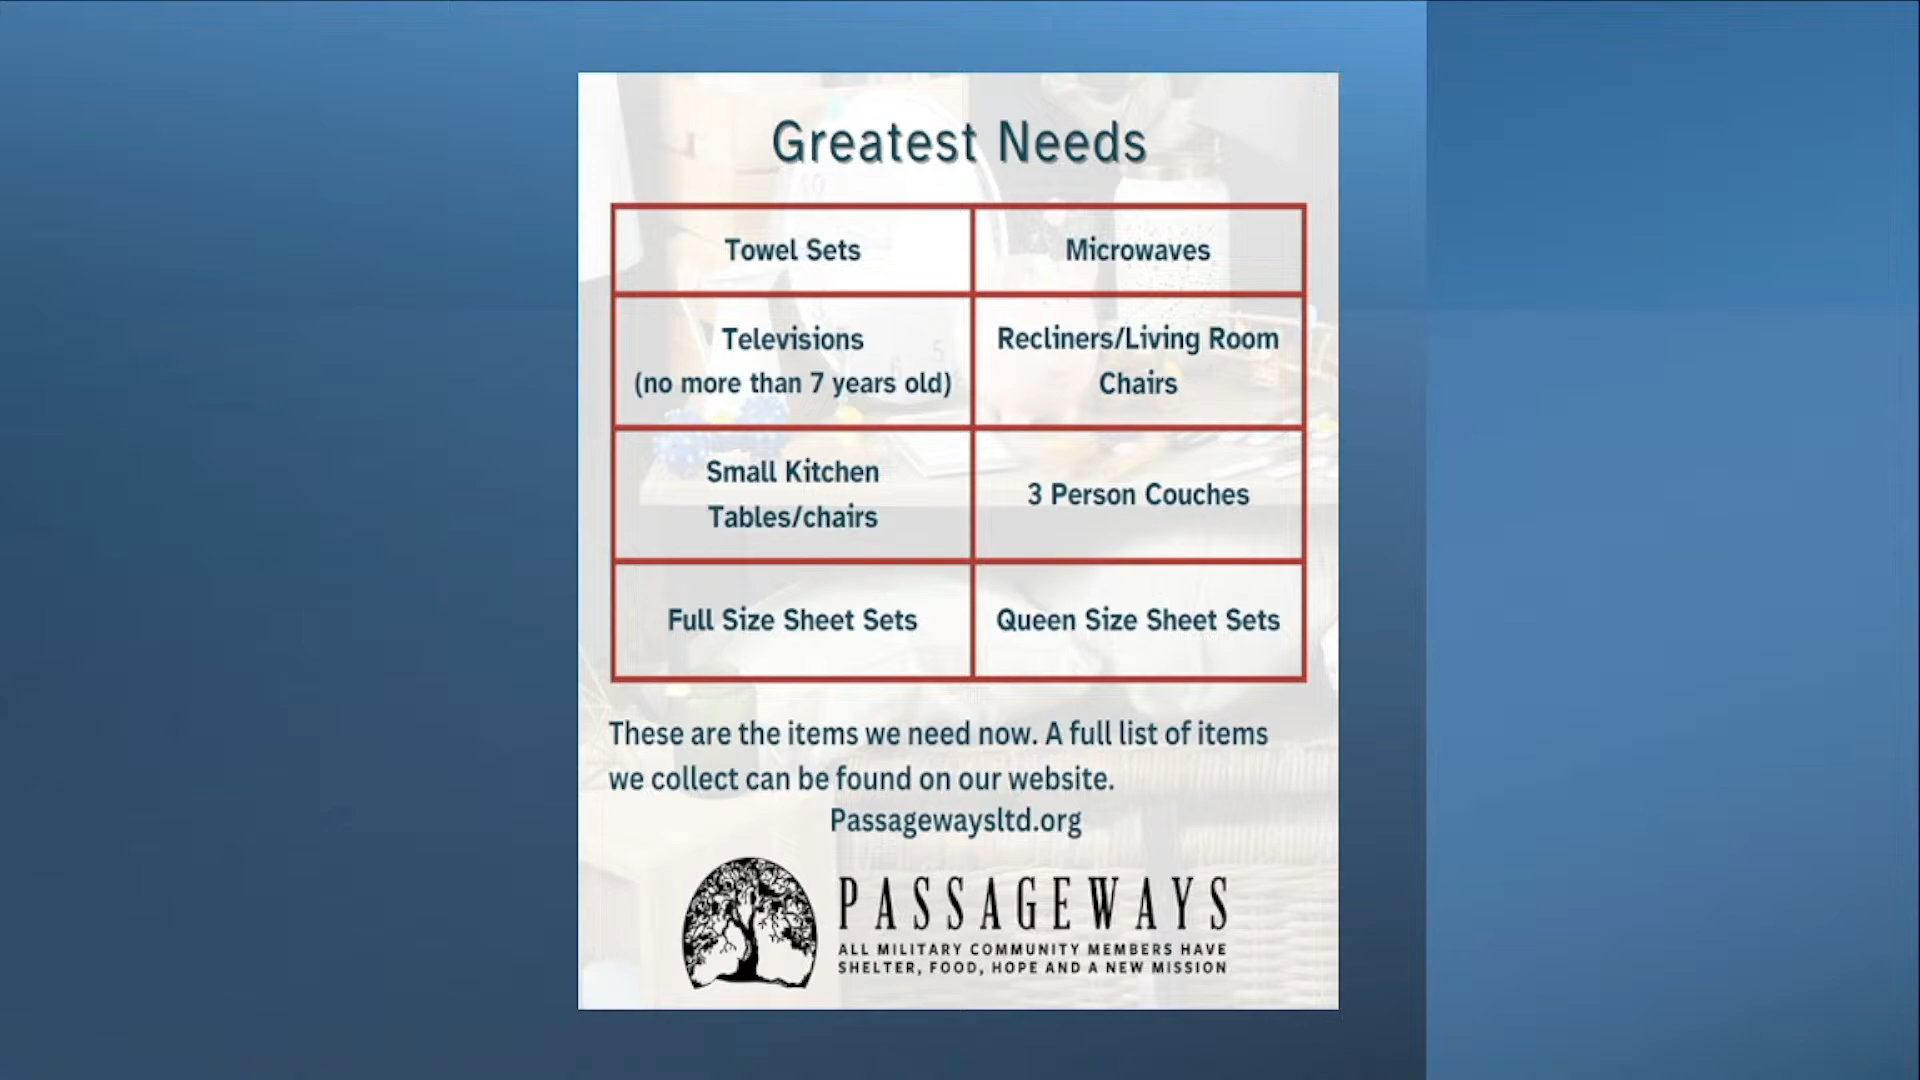 Greatest Needs
Towel Sets
Microwaves
Televisions
(no more than 7 years old)
Recliners/Living Room
Chairs
Small Kitchen
Tables/chairs
3 Person Couches
Full Size Sheet Sets
Queen Size Sheet Sets
These are the items we need now. A full list of items
we collect can be found on our website.
Passagewaysltd.org
PASSAGEWAYS
ALL MILITARY COMMUNITY MEMBERS HAVE
SHELTER, FOOD, HOPE AND A NEW MISSION